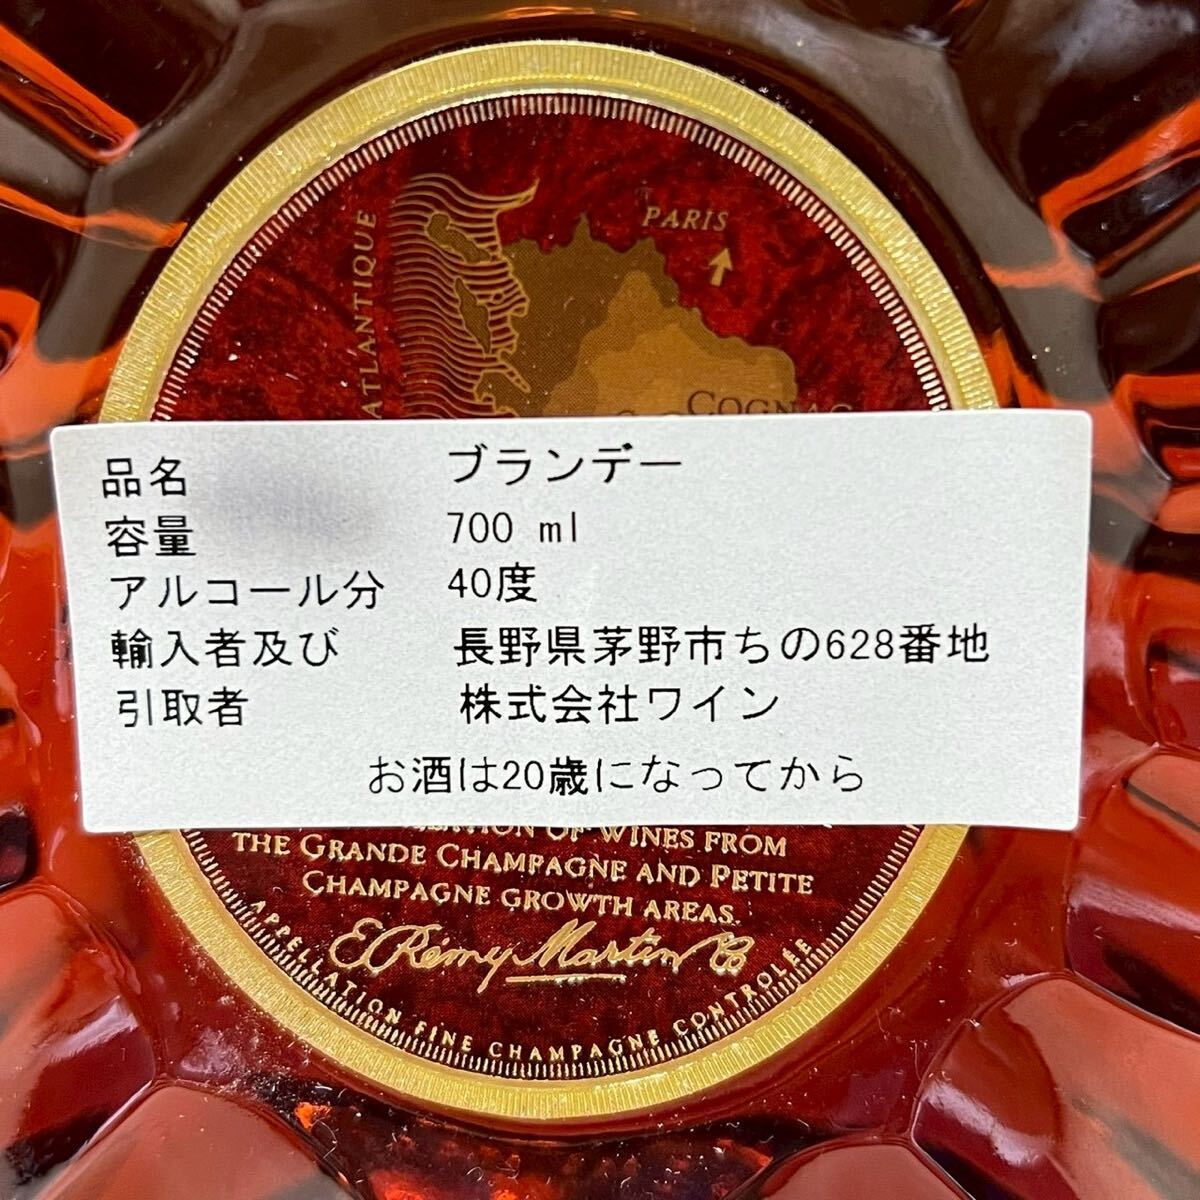 ATLANTIQUE
PARIS
COGNAC
品名 ブランデー
容量 700 ml
アルコール分 40度
輸入者及び 長野県茅野市ちの628番地
引取者 株式会社ワイン
お酒は20歳になってから
OF WINES FROM
THE GRANDE CHAMPAGNE AND PETITE
CHAMPAGNE GROWTH AREAS.
E. Rémy Martin & Co
APPELLATION FINE CHAMPAGNE CONTROLÉE